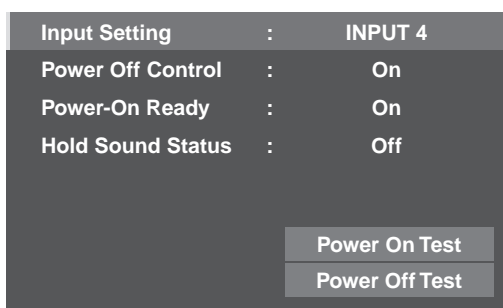 Input Setting : INPUT 4
Power Off Control : On
Power-On Ready : On
Hold Sound Status : Off
Power On Test
Power Off Test